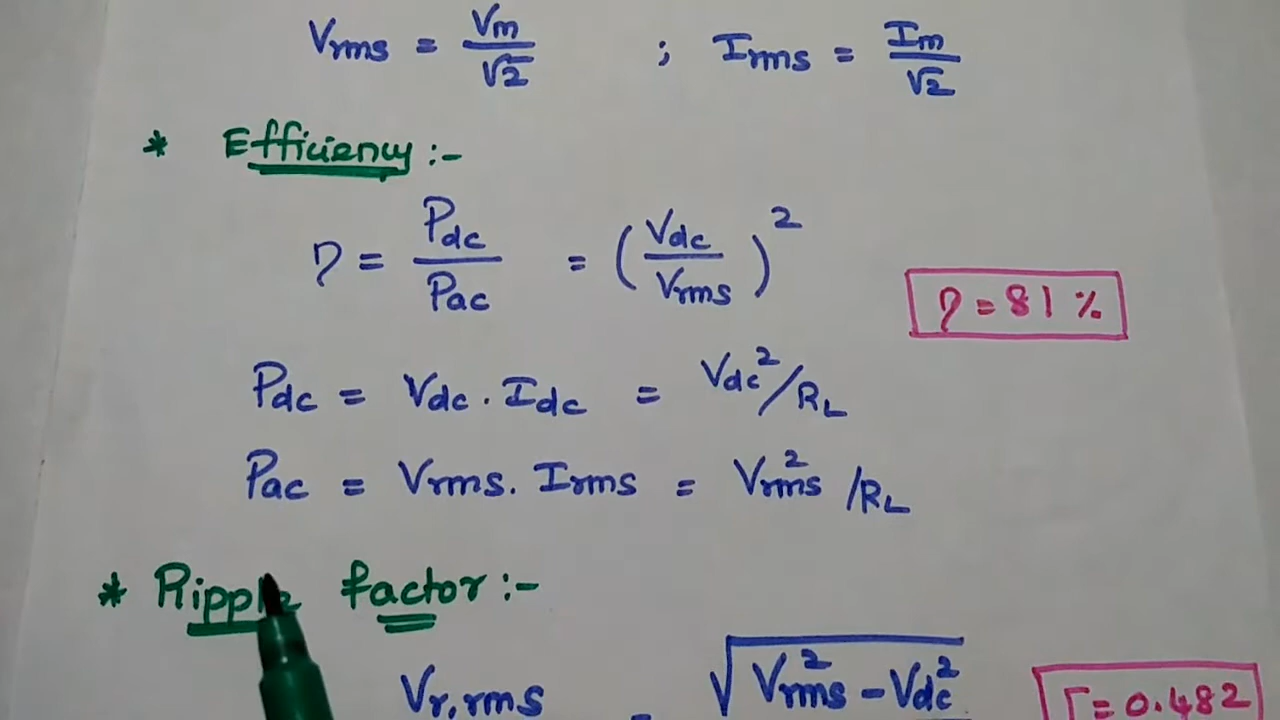 Vrms = Vm/√2 ; Irms = Im/√2
* Efficiency :-
η = Pdc/Pac = (Vdc/Vrms)²
η = 81 %
Pdc = Vdc . Idc = Vdc²/RL
Pac = Vrms . Irms = Vrms²/RL
* Ripple factor :-
Vr,rms = √Vrms² - Vdc²
Γ = 0.482